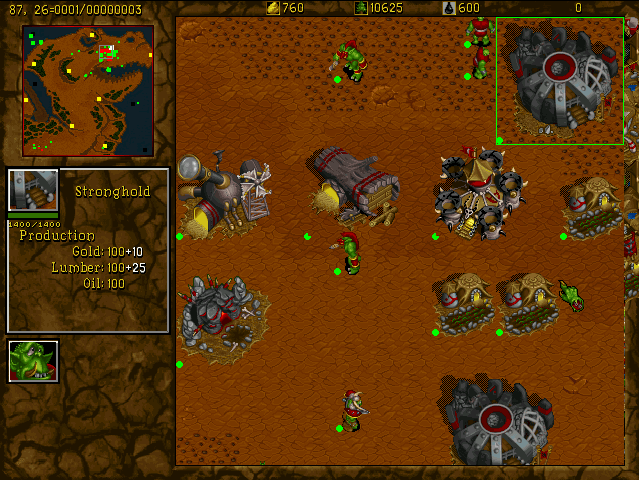 87, 26=0001/00000003 760 10625 600 0
Stronghold
1400/1400
Production
Gold: 100+10
Lumber: 100+25
Oil: 100